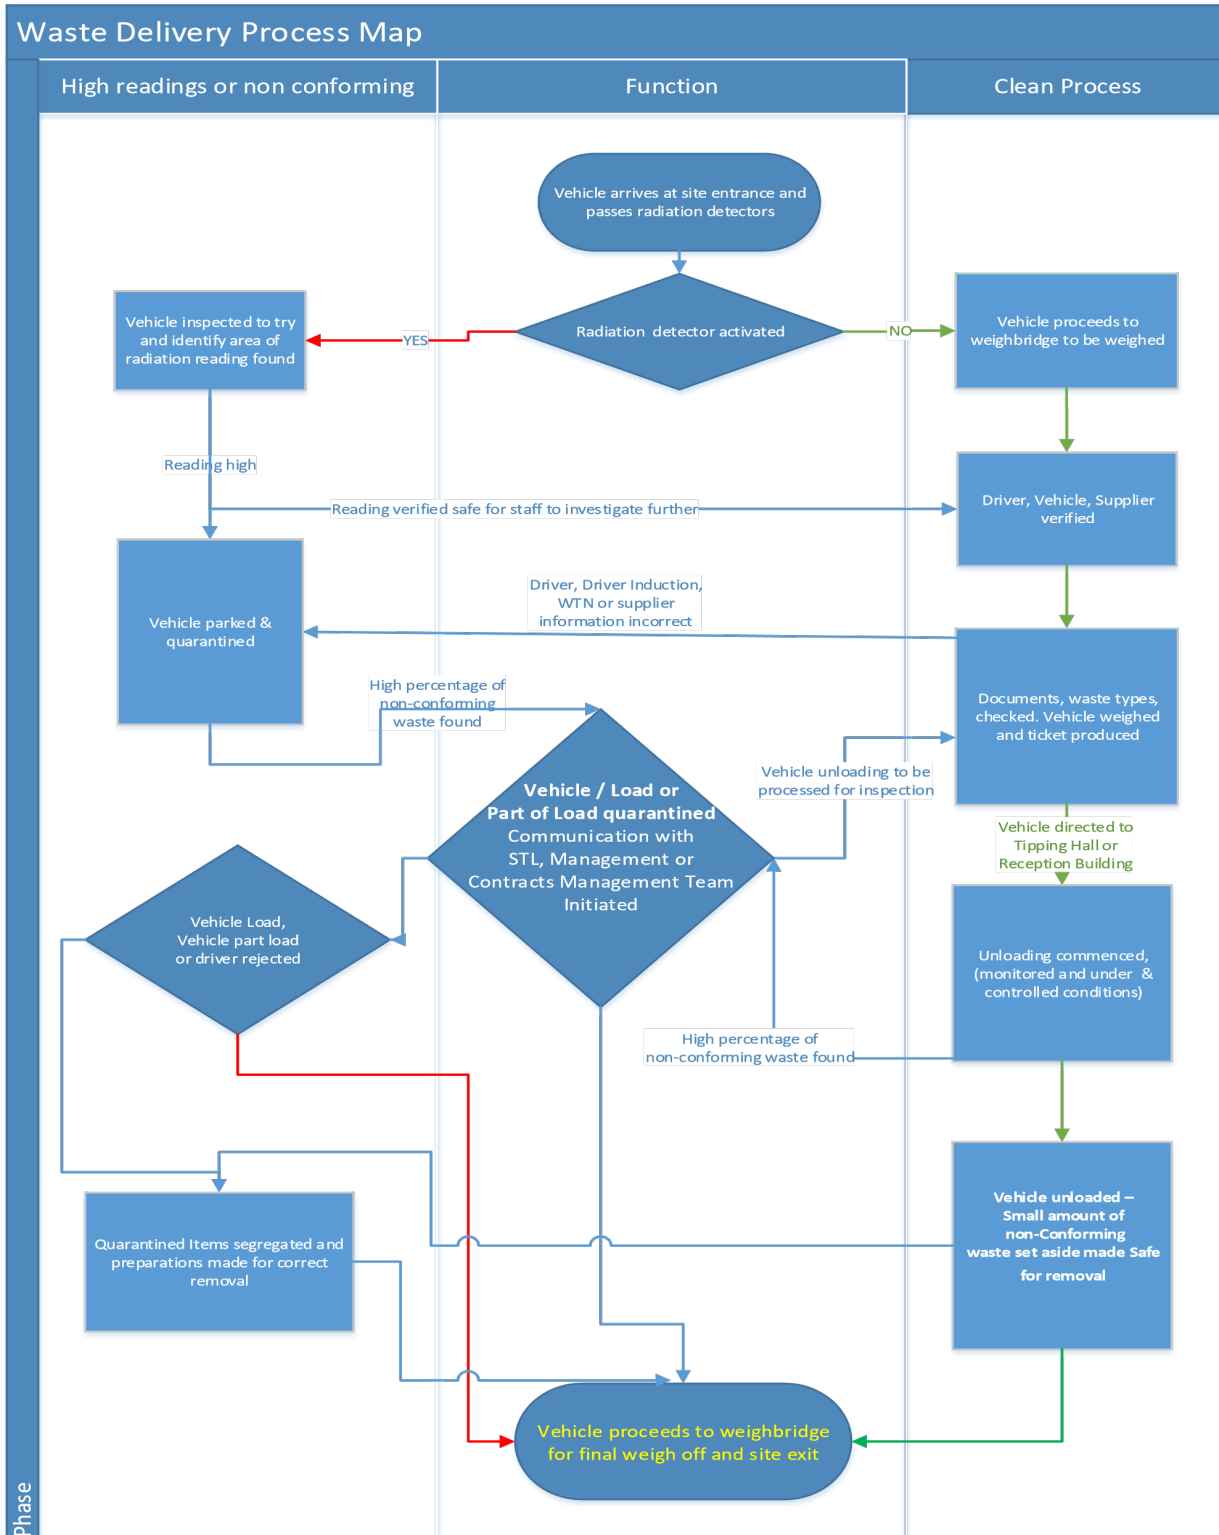 Waste Delivery Process Map
High readings or non conforming
Function
Clean Process
Vehicle arrives at site entrance and
passes radiation detectors
Radiation detector activated
YES
NO
Vehicle inspected to try
and identify area of
radiation reading found
Vehicle proceeds to
weighbridge to be weighed
Reading high
Reading verified safe for staff to investigate further
Driver, Vehicle, Supplier
verified
Vehicle parked &
quarantined
Driver, Driver Induction,
WTN or supplier
information incorrect
Documents, waste types,
checked. Vehicle weighed
and ticket produced
High percentage of
non-conforming
waste found
Vehicle / Load or
Part of Load quarantined
Communication with
STL, Management or
Contracts Management Team
Initiated
Vehicle unloading to be
processed for inspection
Vehicle directed to
Tipping Hall or
Reception Building
Vehicle Load,
Vehicle part load
or driver rejected
Unloading commenced,
(monitored and under &
controlled conditions)
High percentage of
non-conforming waste found
Quarantined Items segregated and
preparations made for correct
removal
Vehicle unloaded –
Small amount of
non-Conforming
waste set aside made Safe
for removal
Vehicle proceeds to weighbridge
for final weigh off and site exit
Phase